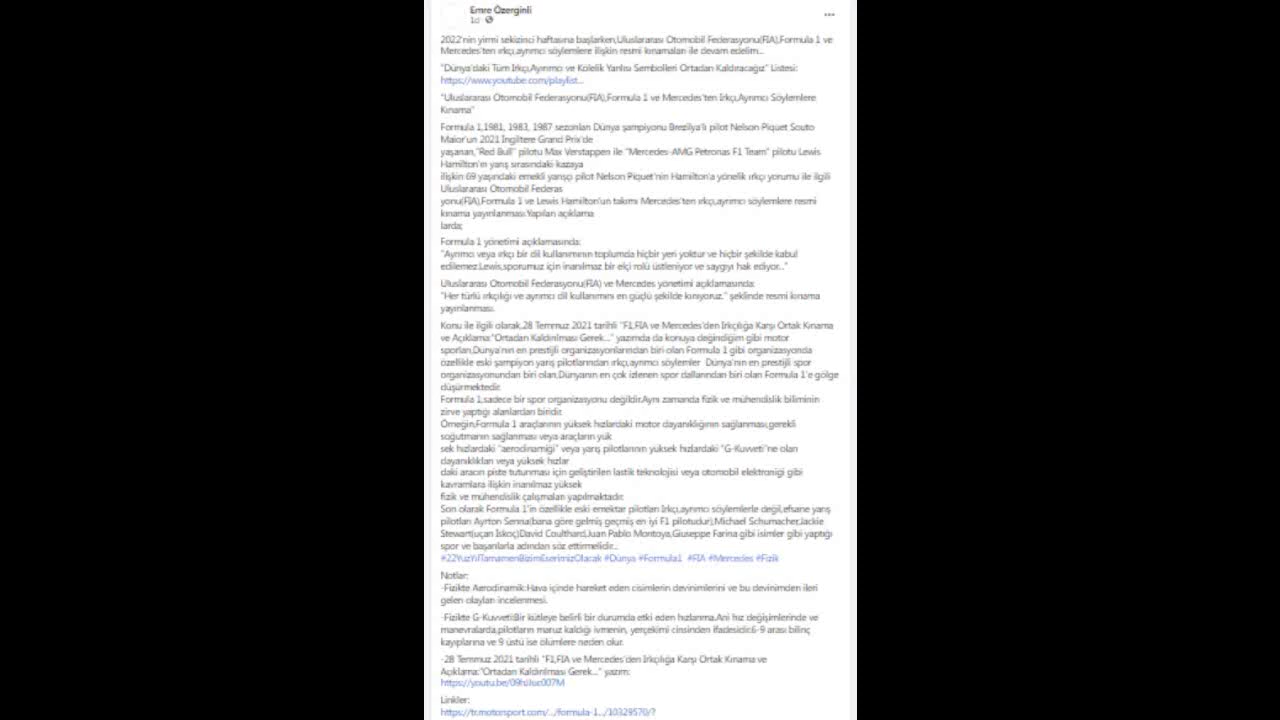 Emre Özerginli
1d
2022'nin yirmi sekizinci haftasına başlarken,Uluslararası Otomobil Federasyonu(FIA),Formula 1 ve
Mercedes'ten ırkçı,ayrımcı söylemlere ilişkin resmi kınamaları ile devam edelim...
"Dünya'daki Tüm Irkçı,Ayrımcı ve Kölelik Yanlısı Sembolleri Ortadan Kaldıracağız" Listesi:
https://www.youtube.com/playlist...
"Uluslararası Otomobil Federasyonu(FIA),Formula 1 ve Mercedes'ten Irkçı,Ayrımcı Söylemlere
Kınama"
Formula 1,1981, 1983, 1987 sezonları Dünya şampiyonu Brezilya'lı pilot Nelson Piquet Souto
Maior'un 2021 İngiltere Grand Prix'de
yaşanan,"Red Bull" pilotu Max Verstappen ile "Mercedes-AMG Petronas F1 Team" pilotu Lewis
Hamilton'ın yarış sırasındaki kazaya
ilişkin 69 yaşındaki emekli yarışçı pilot Nelson Piquet'nin Hamilton'a yönelik ırkçı yorumu ile ilgili
Uluslararası Otomobil Federas
yonu(FIA),Formula 1 ve Lewis Hamilton'un takımı Mercedes'ten ırkçı,ayrımcı söylemlere resmi
kınama yayınlanması.Yapılan açıklama
larda;
Formula 1 yönetimi açıklamasında:
"Ayrımcı veya ırkçı bir dil kullanımının toplumda hiçbir yeri yoktur ve hiçbir şekilde kabul
edilemez.Lewis,sporumuz için inanılmaz bir elçi rolü üstleniyor ve saygıyı hak ediyor..."
Uluslararası Otomobil Federasyonu(FIA) ve Mercedes yönetimi açıklamasında:
"Her türlü ırkçılığı ve ayrımcı dil kullanımını en güçlü şekilde kınıyoruz." şeklinde resmi kınama
yayınlanması.
Konu ile ilgili olarak,28 Temmuz 2021 tarihli "F1,FIA ve Mercedes'den Irkçılığa Karşı Ortak Kınama
ve Açıklama:"Ortadan Kaldırılması Gerek..." yazımda da konuya değindiğim gibi motor
sporları,Dünya'nın en prestijli organizasyonlarından biri olan Formula 1 gibi organizasyonda
özellikle eski şampiyon yarış pilotlarından ırkçı,ayrımcı söylemler Dünya'nın en prestijli spor
organizasyonundan biri olan,Dünyanın en çok izlenen spor dallarından biri olan Formula 1'e gölge
düşürmektedir.
Formula 1,sadece bir spor organizasyonu değildir.Aynı zamanda fizik ve mühendislik biliminin
zirve yaptığı alanlardan biridir.
Örneğin,Formula 1 araçlarının yüksek hızlardaki motor dayanıklığının sağlanması,gerekli
soğutmanın sağlanması veya araçların yük
sek hızlardaki "aerodinamiği" veya yarış pilotlarının yüksek hızlardaki "G-Kuvveti"ne olan
dayanıklıkları veya yüksek hızlar
daki aracın piste tutunması için geliştirilen lastik teknolojisi veya otomobil elektroniği gibi
kavramlara ilişkin inanılmaz yüksek
fizik ve mühendislik çalışmaları yapılmaktadır.
Son olarak Formula 1'in özellikle eski emektar pilotları Irkçı,ayrımcı söylemlerle değil,efsane yarış
pilotları Ayrton Senna(bana göre gelmiş geçmiş en iyi F1 pilotudur),Michael Schumacher,Jackie
Stewart(uçan İskoç)David Coulthard,Juan Pablo Montoya,Giuseppe Farina gibi isimler gibi yaptığı
spor ve başarılarla adından söz ettirmelidir...
#22YüzYılTamamenBizimEserimizOlacak #Dünya #Formula1 #FIA #Mercedes #Fizik
Notlar:
-Fizikte Aerodinamik:Hava içinde hareket eden cisimlerin devinimlerini ve bu devinimden ileri
gelen olayları incelenmesi.
-Fizikte G-Kuvveti:Bir kütleye belirli bir durumda etki eden hızlanma.Ani hız değişimlerinde ve
manevralarda,pilotların maruz kaldığı ivmenin, yerçekimi cinsinden ifadesidir.6-9 arası bilinç
kayıplarına ve 9 üstü ise ölümlere neden olur.
-28 Temmuz 2021 tarihli "F1,FIA ve Mercedes'den Irkçılığa Karşı Ortak Kınama ve
Açıklama:"Ortadan Kaldırılması Gerek..." yazım:
Linkler:
https://tr.motorsport.com/.../formula-1.../10329570/?